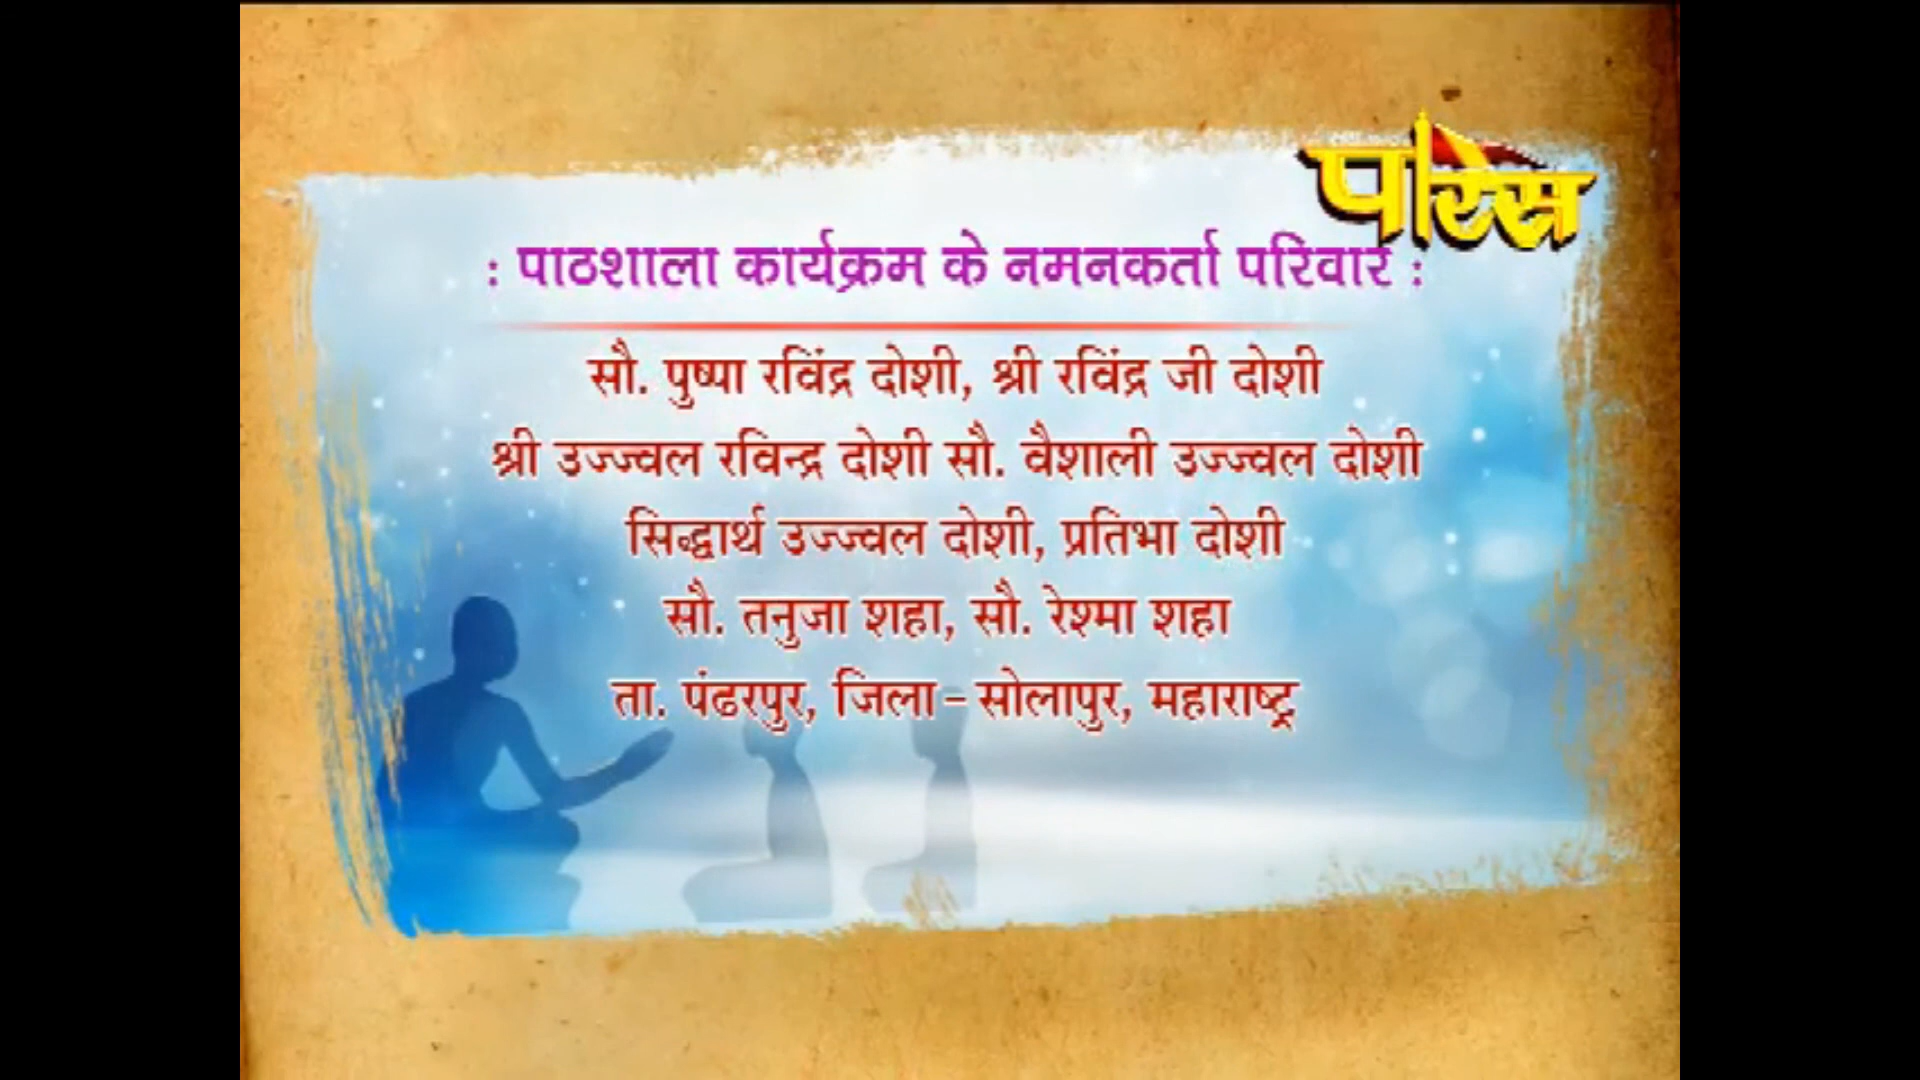 पारस
: पाठशाला कार्यक्रम के नमनकर्ता परिवार :
सौ. पुष्पा रविंद्र दोशी, श्री रविंद्र जी दोशी
श्री उज्ज्वल रविन्द्र दोशी सौ. वैशाली उज्ज्वल दोशी
सिद्धार्थ उज्ज्वल दोशी, प्रतिभा दोशी
सौ. तनुजा शहा, सौ. रेश्मा शहा
ता. पंढरपुर, जिला-सोलापुर, महाराष्ट्र